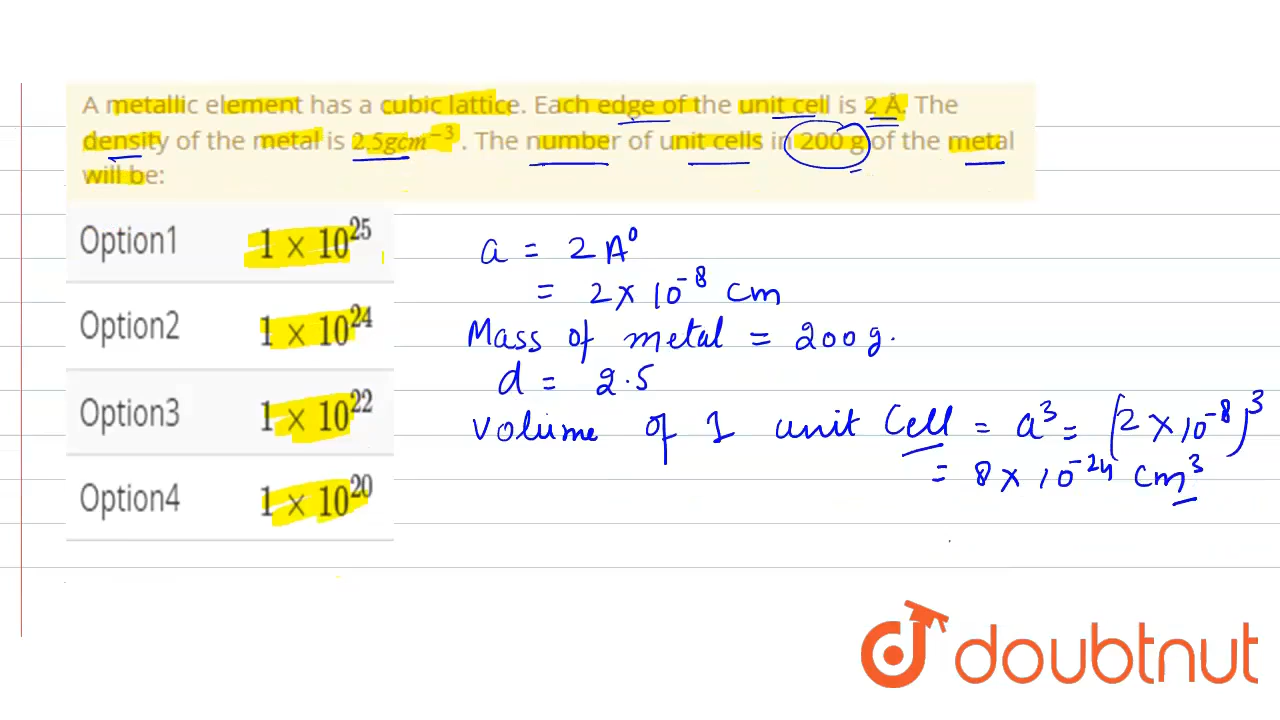 A metallic element has a cubic lattice. Each edge of the unit cell is 2 Å. The
density of the metal is 2.5gcm⁻³. The number of unit cells in 200 g of the metal
will be:
Option1 1 × 10²⁵
Option2 1 × 10²⁴
Option3 1 × 10²²
Option4 1 × 10²⁰
a = 2 A⁰
= 2 × 10⁻⁸ cm
Mass of metal = 200g.
d = 2.5
Volume of 1 unit Cell = a³ = (2 × 10⁻⁸)³
= 8 × 10⁻²⁴ cm³
doubtnut